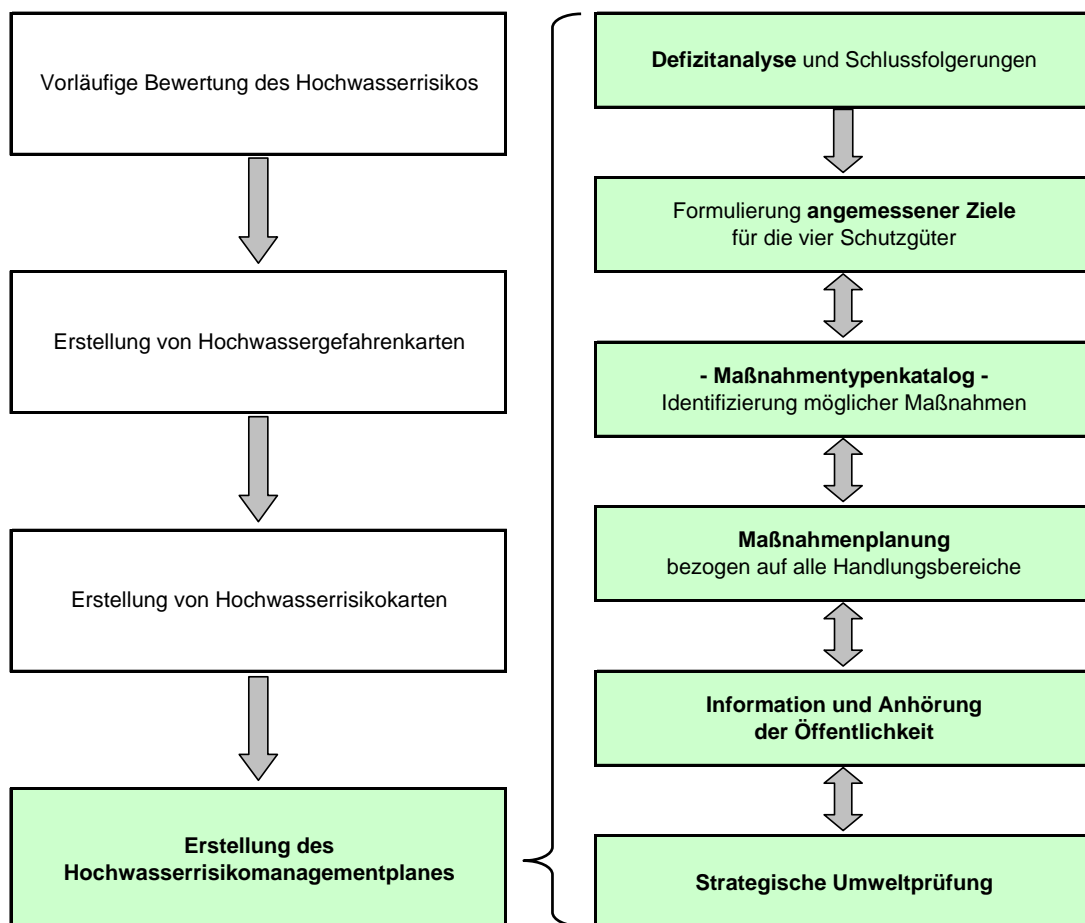 Vorläufige Bewertung des Hochwasserrisikos
Erstellung von Hochwassergefahrenkarten
Erstellung von Hochwasserrisikokarten
Erstellung des
Hochwasserrisikomanagementplanes
Defizitanalyse und Schlussfolgerungen
Formulierung angemessener Ziele
für die vier Schutzgüter
- Maßnahmentypenkatalog -
Identifizierung möglicher Maßnahmen
Maßnahmenplanung
bezogen auf alle Handlungsbereiche
Information und Anhörung
der Öffentlichkeit
Strategische Umweltprüfung